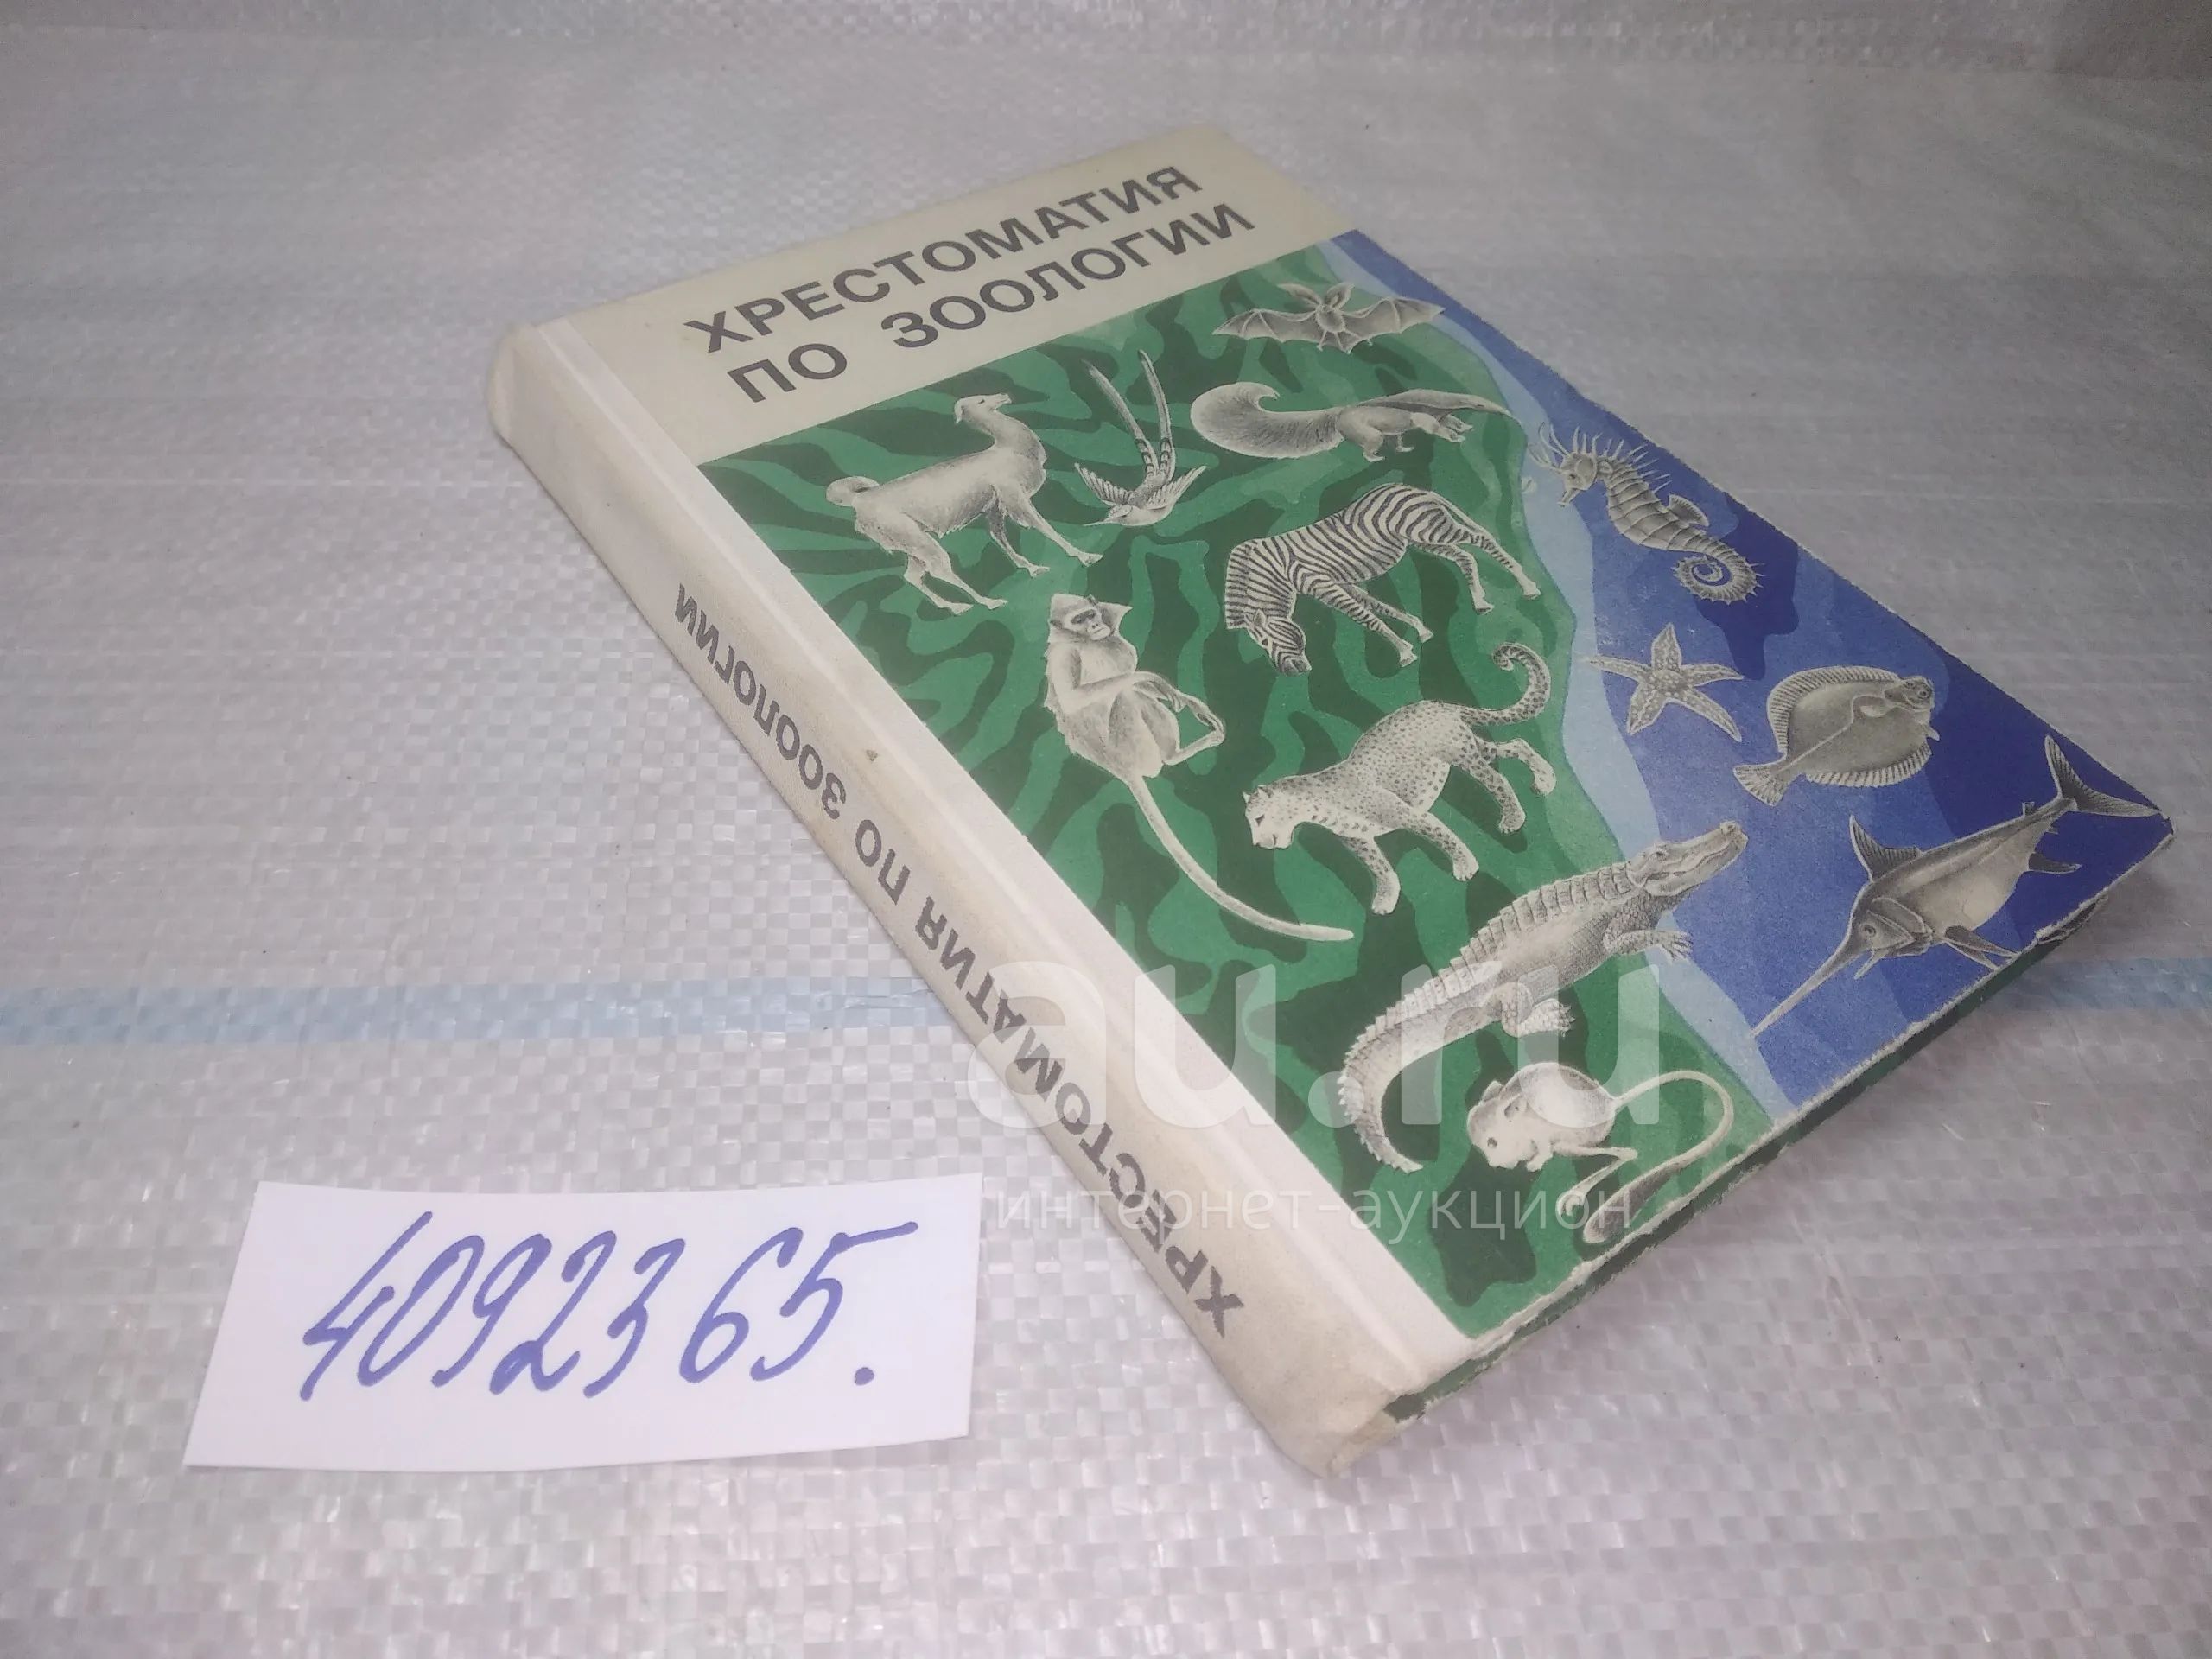 ХРЕСТОМАТИЯ
ПО ЗООЛОГИИ
ХРЕСТОМАТИЯ ПО ЗООЛОГИИ
au.ru
интернет-аукцион
4092365.